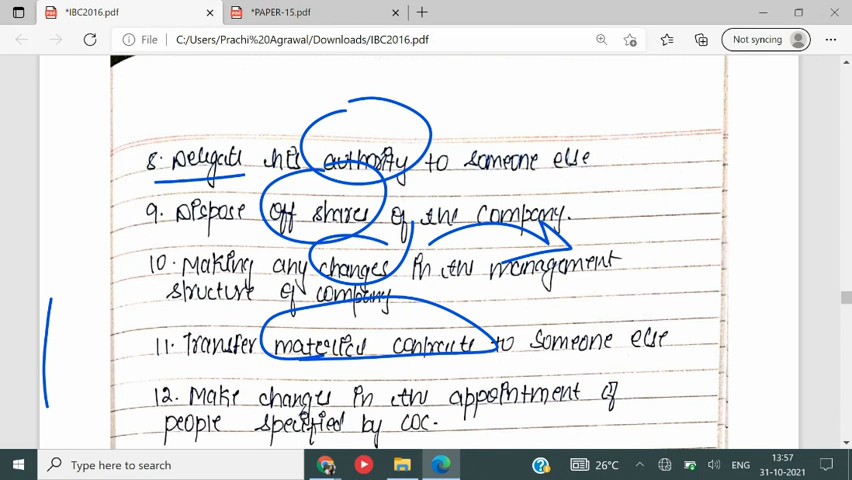 *IBC2016.pdf
*PAPER-15.pdf
File C:/Users/Prachi%20Agrawal/Downloads/IBC2016.pdf
Not syncing
8. Delegate his authority to someone else
9. Dispose off shares of the company.
10. Making any changes in the management
structure of company
11. Transfer material contracts to someone else
12. Make changes in the appointment of
people specified by COC.
Type here to search
26°C
ENG
13:57
31-10-2021